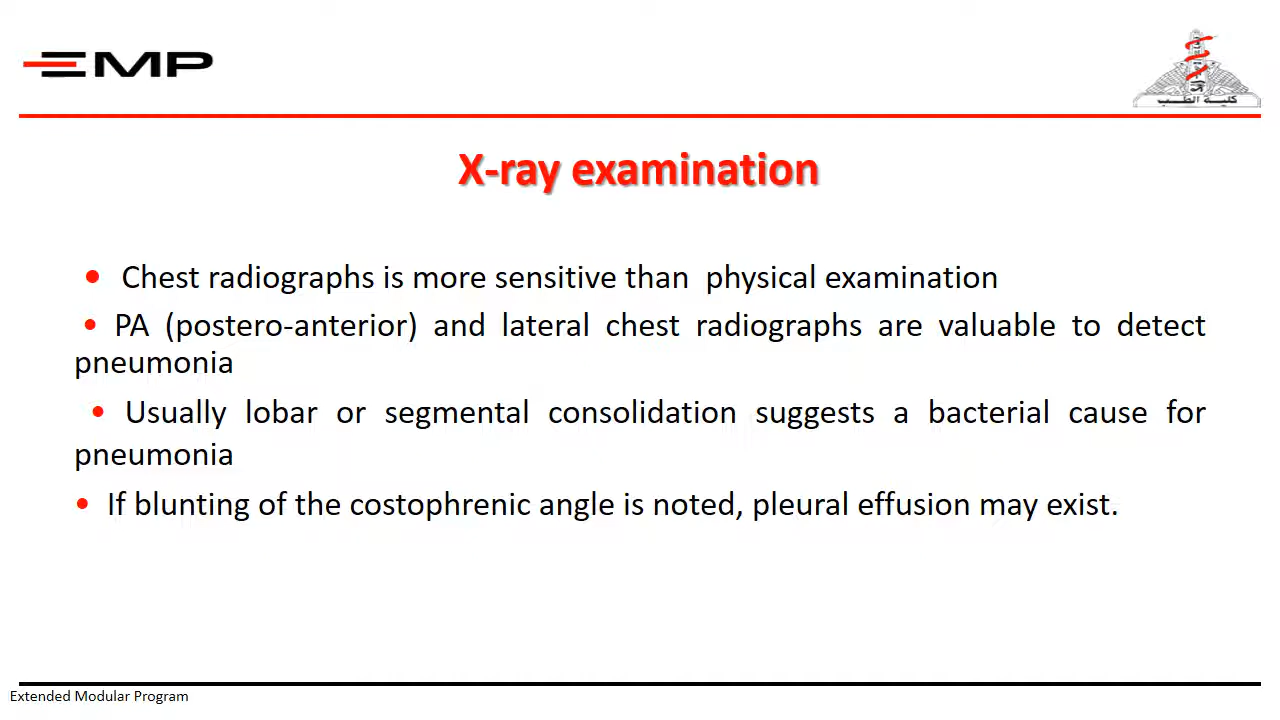 EMP
كلية الطب
X-ray examination
• Chest radiographs is more sensitive than physical examination
• PA (postero-anterior) and lateral chest radiographs are valuable to detect
pneumonia
• Usually lobar or segmental consolidation suggests a bacterial cause for
pneumonia
• If blunting of the costophrenic angle is noted, pleural effusion may exist.
Extended Modular Program